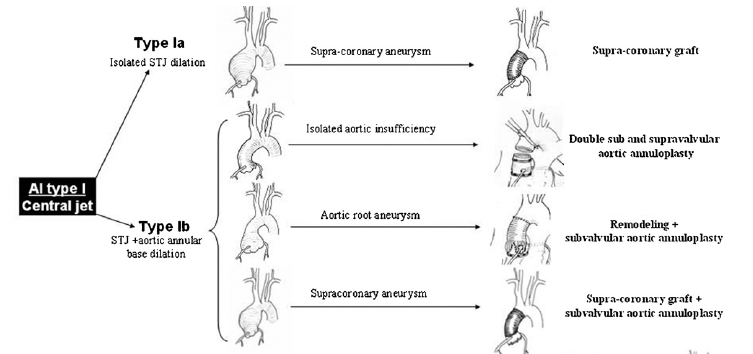 Type Ia
Isolated STJ dilation
Supra-coronary aneurysm
Supra-coronary graft
Isolated aortic insufficiency
Double sub and supravalvular
aortic annuloplasty
AI type I
Central jet
Type Ib
STJ +aortic annular
base dilation
Aortic root aneurysm
Remodeling +
subvalvular aortic annuloplasty
Supracoronary aneurysm
Supra-coronary graft +
subvalvular aortic annuloplasty